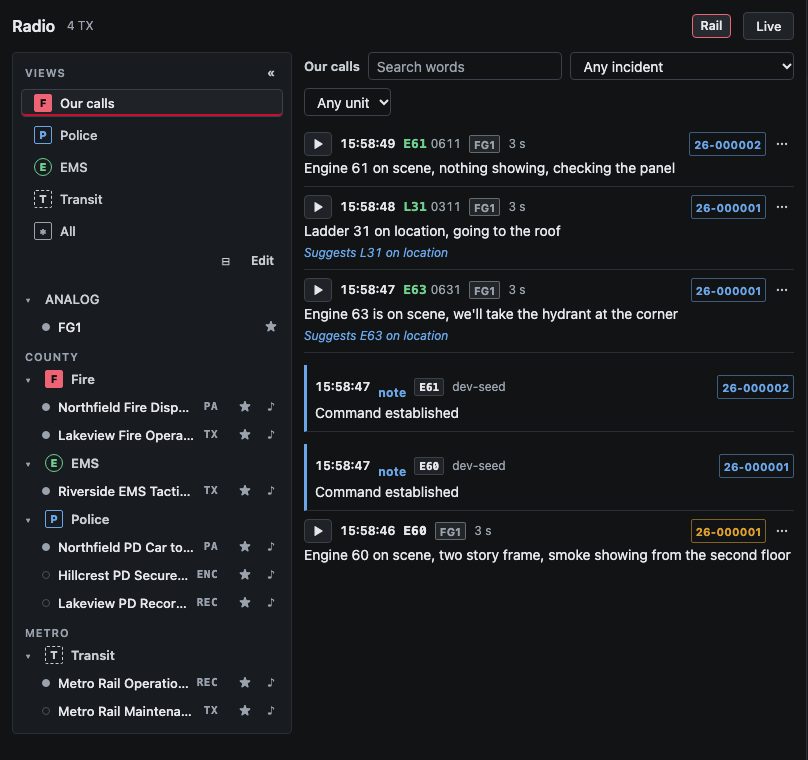 Radio 4 TX
Rail Live
VIEWS «
F Our calls
P Police
E EMS
T Transit
* All
⊟ Edit
▾ ANALOG
FG1 ★
COUNTY
▾ F Fire
Northfield Fire Disp... PA ★ ♪
Lakeview Fire Opera... TX ★ ♪
▾ E EMS
Riverside EMS Tacti... TX ★ ♪
▾ P Police
Northfield PD Car to... PA ★ ♪
Hillcrest PD Secure... ENC ★ ♪
Lakeview PD Recor... REC ★ ♪
METRO
▾ T Transit
Metro Rail Operatio... REC ★ ♪
Metro Rail Maintena... TX ★ ♪
Our calls Search words Any incident
Any unit
15:58:49 E61 0611 FG1 3 s 26-000002 ...
Engine 61 on scene, nothing showing, checking the panel
15:58:48 L31 0311 FG1 3 s 26-000001 ...
Ladder 31 on location, going to the roof
Suggests L31 on location
15:58:47 E63 0631 FG1 3 s 26-000001 ...
Engine 63 is on scene, we'll take the hydrant at the corner
Suggests E63 on location
15:58:47 note E61 dev-seed 26-000002
Command established
15:58:47 note E60 dev-seed 26-000001
Command established
15:58:46 E60 FG1 3 s 26-000001 ...
Engine 60 on scene, two story frame, smoke showing from the second floor